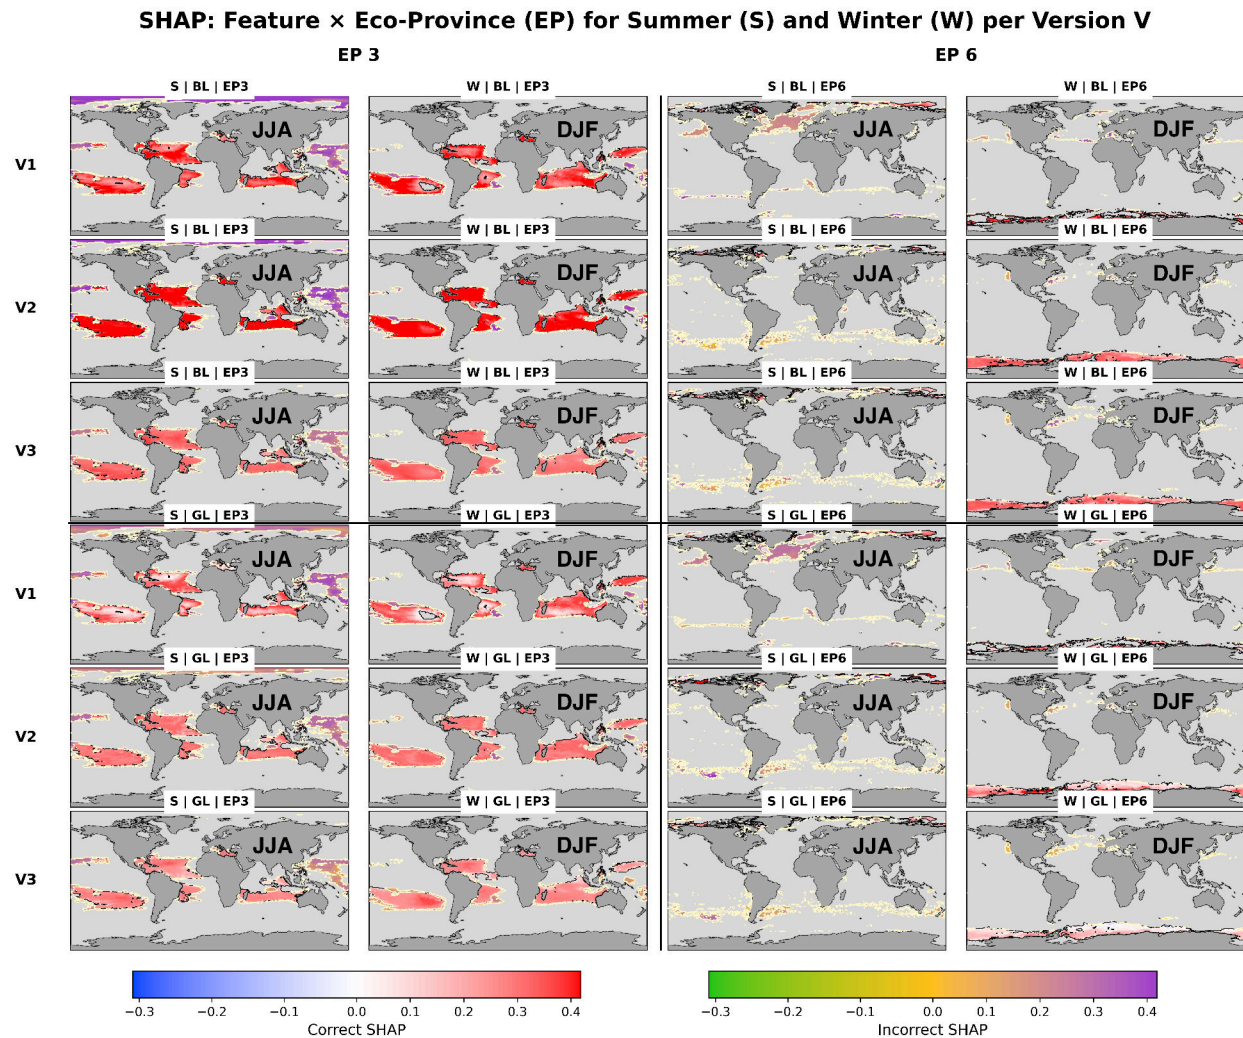 SHAP: Feature × Eco-Province (EP) for Summer (S) and Winter (W) per Version V
EP 3 EP 6
S | BL | EP3 W | BL | EP3 S | BL | EP6 W | BL | EP6
V1 JJA DJF JJA DJF
S | BL | EP3 W | BL | EP3 S | BL | EP6 W | BL | EP6
V2 JJA DJF JJA DJF
S | BL | EP3 W | BL | EP3 S | BL | EP6 W | BL | EP6
V3 JJA DJF JJA DJF
S | GL | EP3 W | GL | EP3 S | GL | EP6 W | GL | EP6
V1 JJA DJF JJA DJF
S | GL | EP3 W | GL | EP3 S | GL | EP6 W | GL | EP6
V2 JJA DJF JJA DJF
S | GL | EP3 W | GL | EP3 S | GL | EP6 W | GL | EP6
V3 JJA DJF JJA DJF
−0.3 −0.2 −0.1 0.0 0.1 0.2 0.3 0.4 −0.3 −0.2 −0.1 0.0 0.1 0.2 0.3 0.4
Correct SHAP Incorrect SHAP